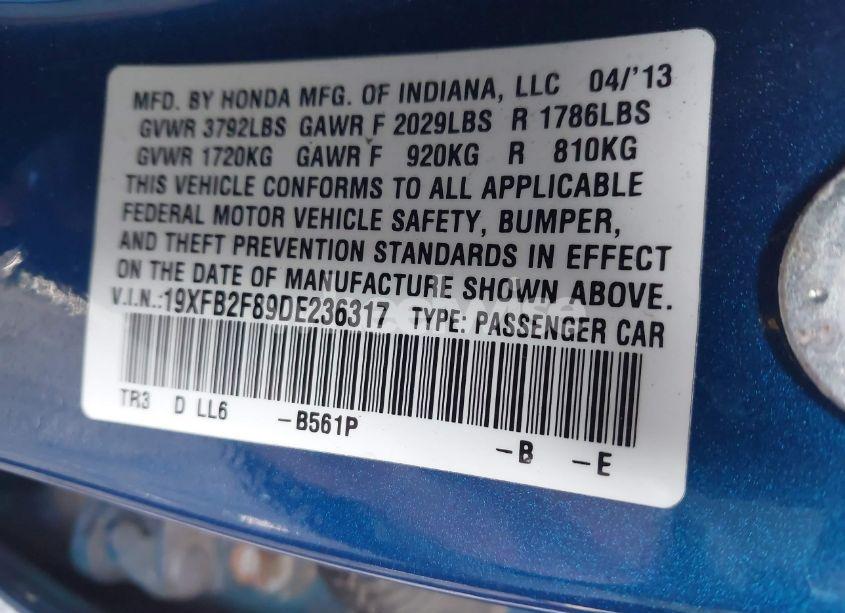 MFD. BY HONDA MFG. OF INDIANA, LLC 04/'13
GVWR 3792LBS GAWR F 2029LBS R 1786LBS
GVWR 1720KG GAWR F 920KG R 810KG
THIS VEHICLE CONFORMS TO ALL APPLICABLE
FEDERAL MOTOR VEHICLE SAFETY, BUMPER,
AND THEFT PREVENTION STANDARDS IN EFFECT
ON THE DATE OF MANUFACTURE SHOWN ABOVE.
V.I.N.:19XFB2F89DE236317 TYPE: PASSENGER CAR
TR3 D LL6 -B561P -B -E